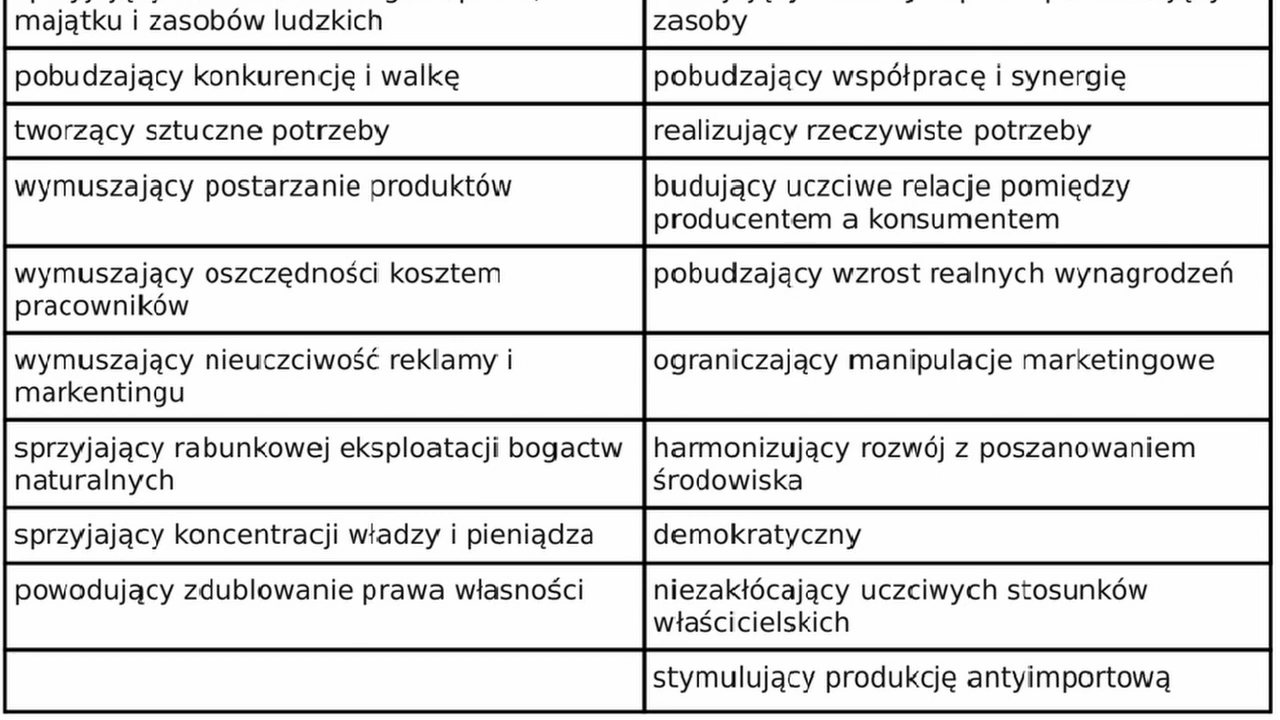 majątku i zasobów ludzkich
zasoby
pobudzający konkurencję i walkę
pobudzający współpracę i synergię
tworzący sztuczne potrzeby
realizujący rzeczywiste potrzeby
wymuszający postarzanie produktów
budujący uczciwe relacje pomiędzy
producentem a konsumentem
wymuszający oszczędności kosztem
pracowników
pobudzający wzrost realnych wynagrodzeń
wymuszający nieuczciwość reklamy i
markentingu
ograniczający manipulacje marketingowe
sprzyjający rabunkowej eksploatacji bogactw
naturalnych
harmonizujący rozwój z poszanowaniem
środowiska
sprzyjający koncentracji władzy i pieniądza
demokratyczny
powodujący zdublowanie prawa własności
niezakłócający uczciwych stosunków
właścicielskich
stymulujący produkcję antyimportową